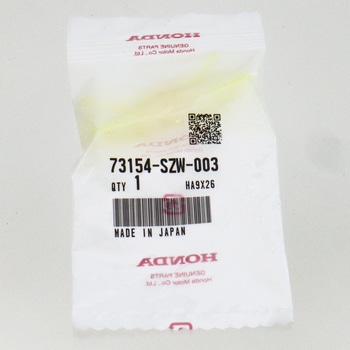 HONDA
GENUINE PARTS
Honda Motor Co., Ltd.
73154-SZW-003
QTY 1 HA9X26
MADE IN JAPAN
HONDA
GENUINE PARTS
Honda Motor Co., Ltd.